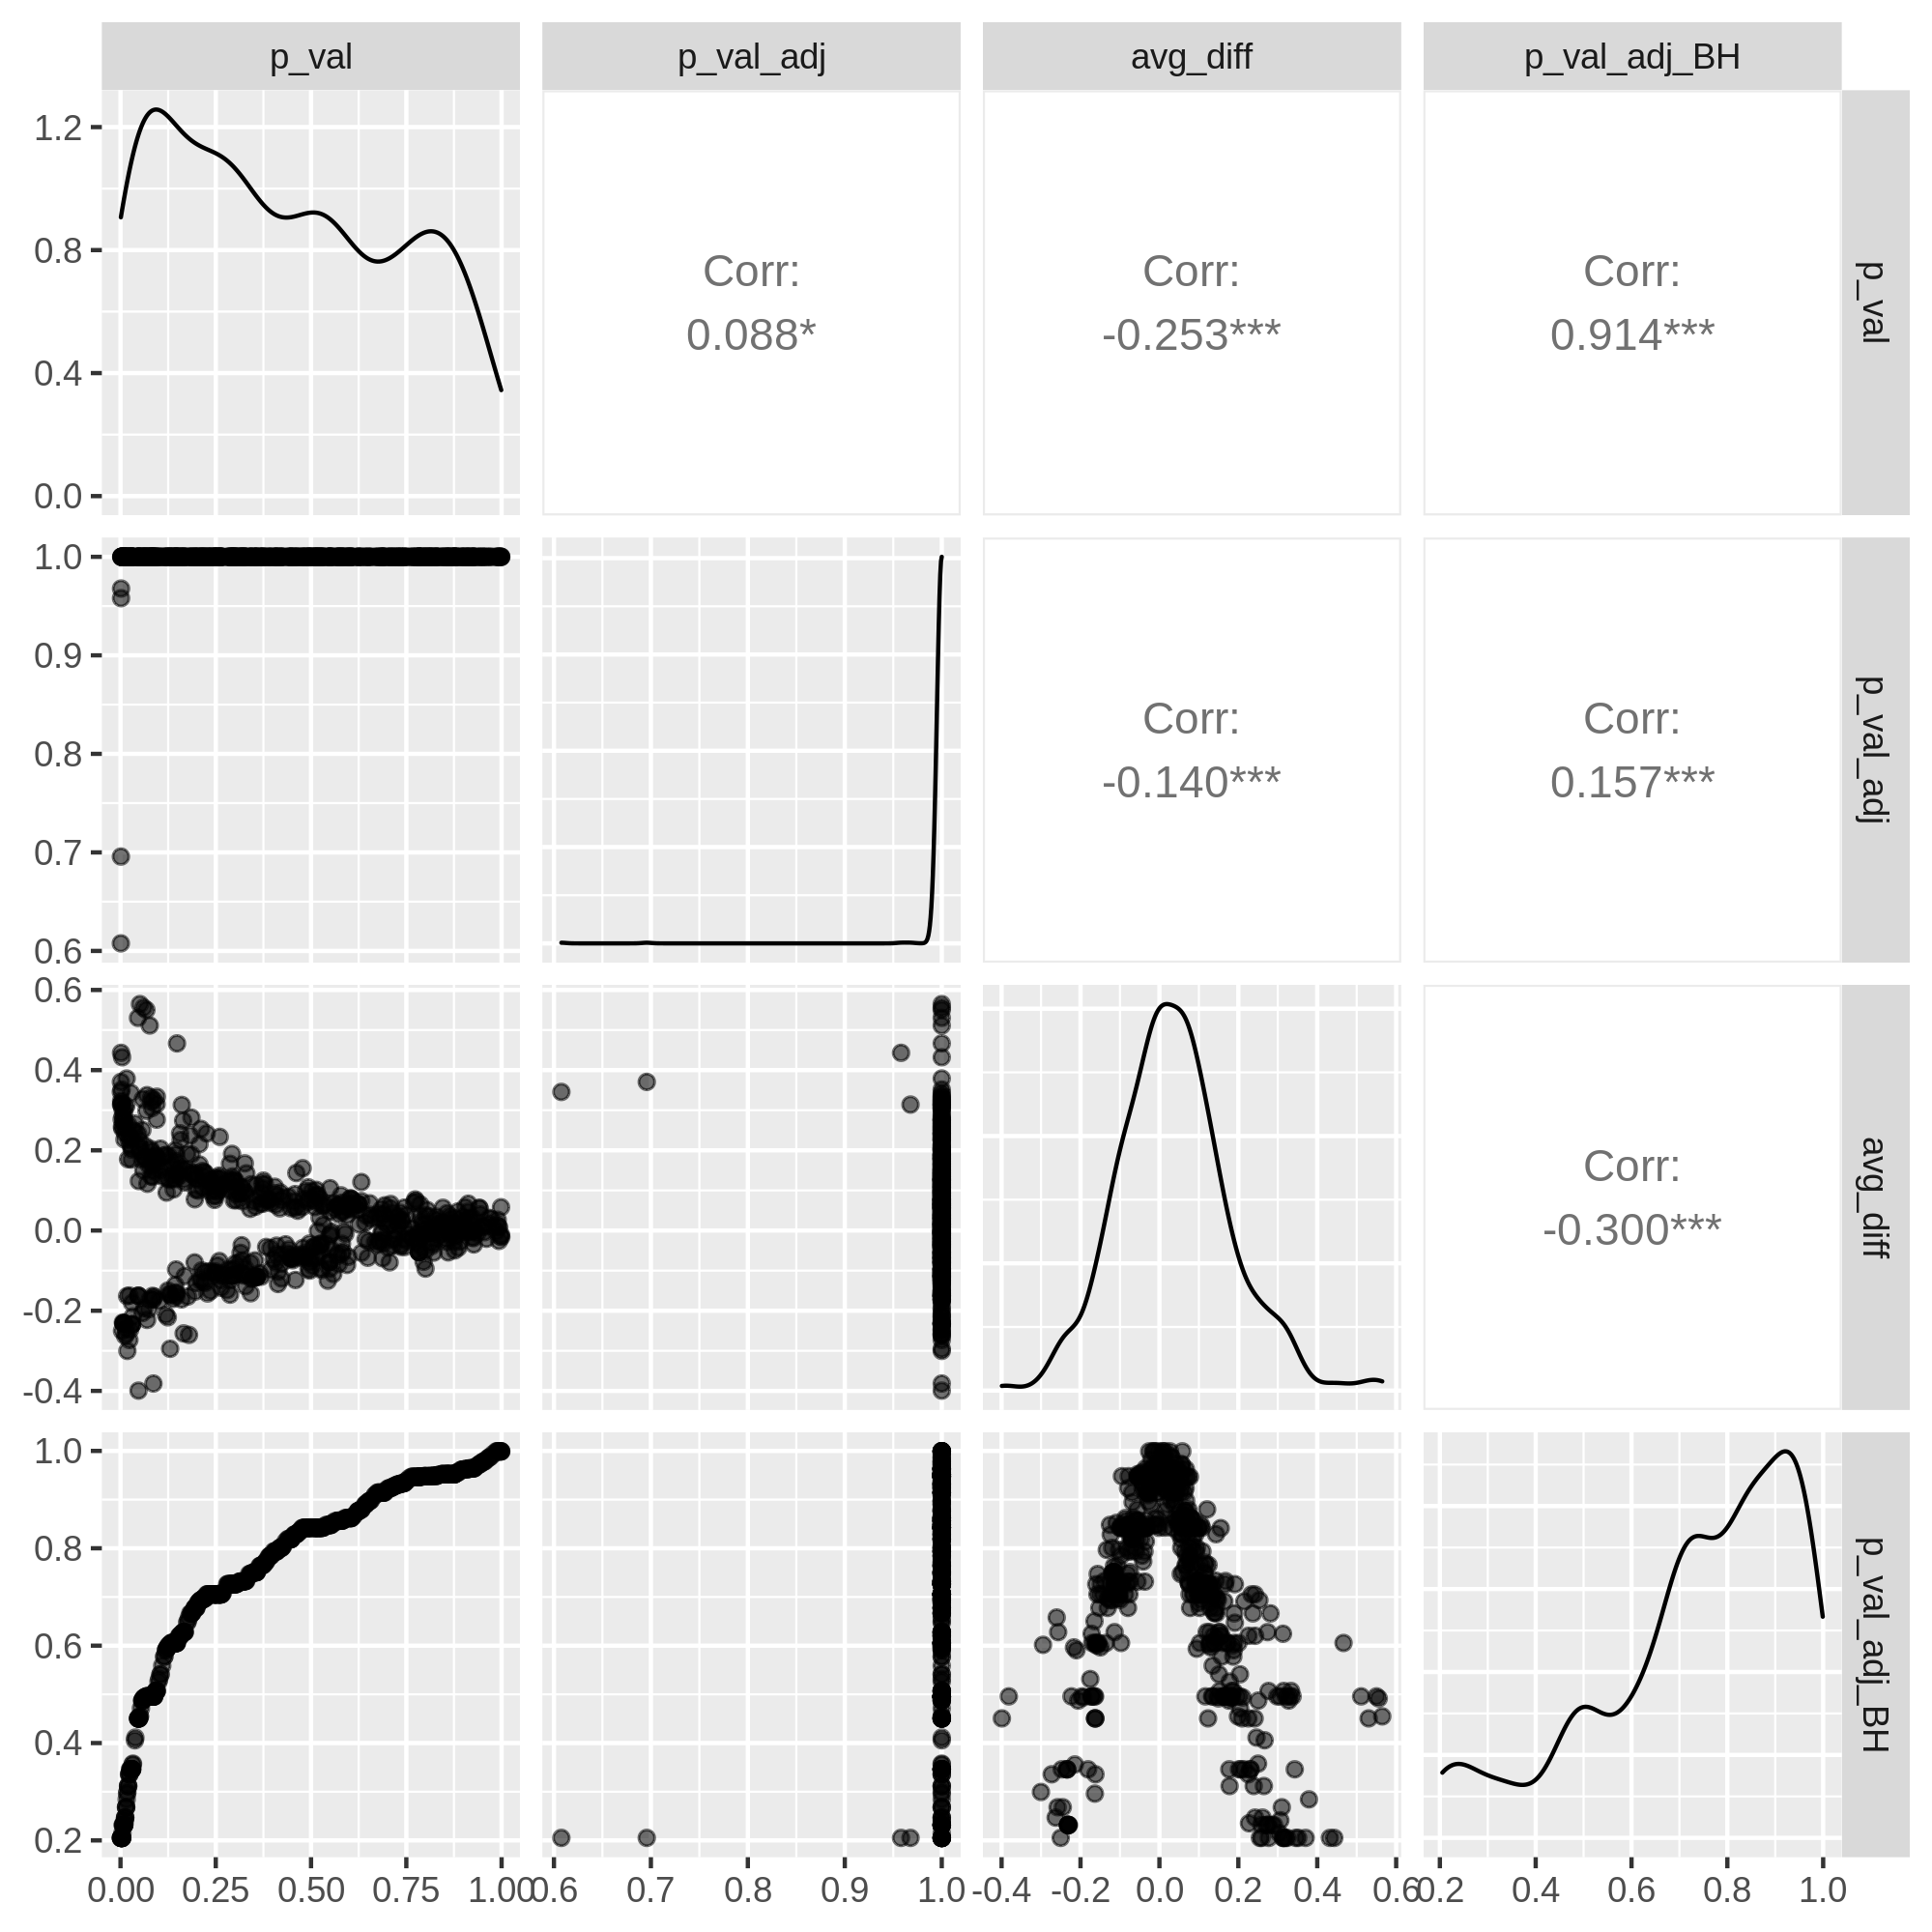 p_val
p_val_adj
avg_diff
p_val_adj_BH
1.2
0.8
0.4
0.0
Corr:
0.088*
Corr:
-0.253***
Corr:
0.914***
p_val
1.0
0.9
0.8
0.7
0.6
Corr:
-0.140***
Corr:
0.157***
p_val_adj
0.6
0.4
0.2
0.0
-0.2
-0.4
Corr:
-0.300***
avg_diff
1.0
0.8
0.6
0.4
0.2
p_val_adj_BH
0.00 0.25 0.50 0.75 1.00
0.6 0.7 0.8 0.9 1.0
-0.4 -0.2 0.0 0.2 0.4 0.6
0.2 0.4 0.6 0.8 1.0